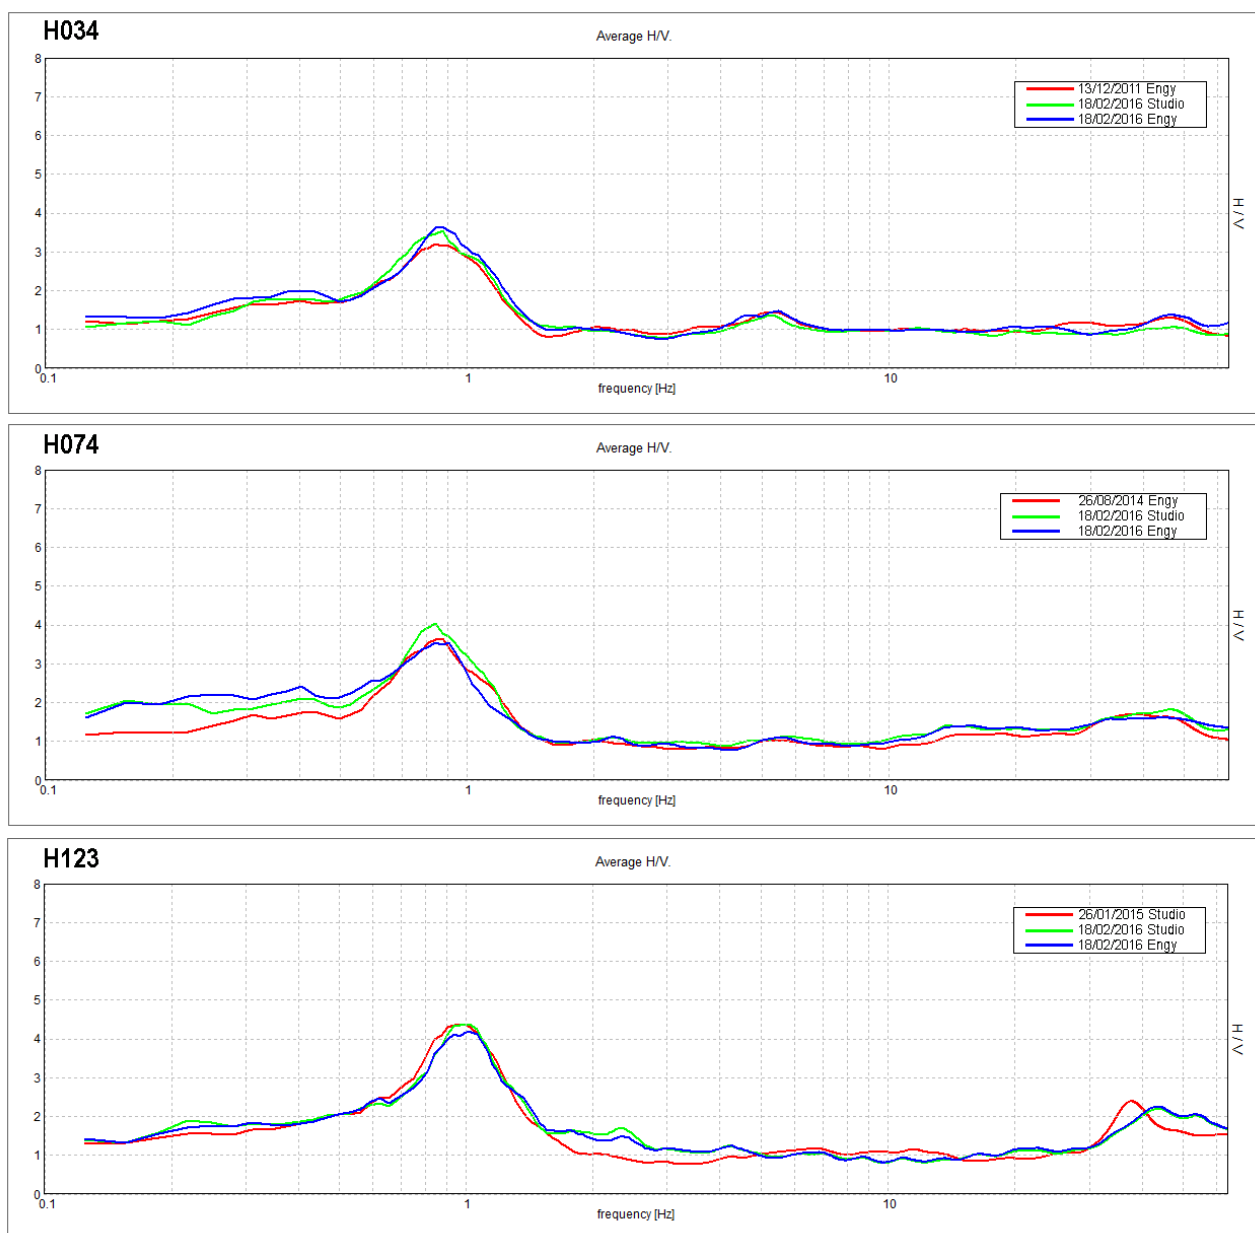 H034
Average H/V.
8
7
6
5
4
3
2
1
0
13/12/2011 Engy
18/02/2016 Studio
18/02/2016 Engy
H / V
0.1 1 10
frequency [Hz]
H074
Average H/V.
8
7
6
5
4
3
2
1
0
26/08/2014 Engy
18/02/2016 Studio
18/02/2016 Engy
H / V
0.1 1 10
frequency [Hz]
H123
Average H/V.
8
7
6
5
4
3
2
1
0
26/01/2015 Studio
18/02/2016 Studio
18/02/2016 Engy
H / V
0.1 1 10
frequency [Hz]